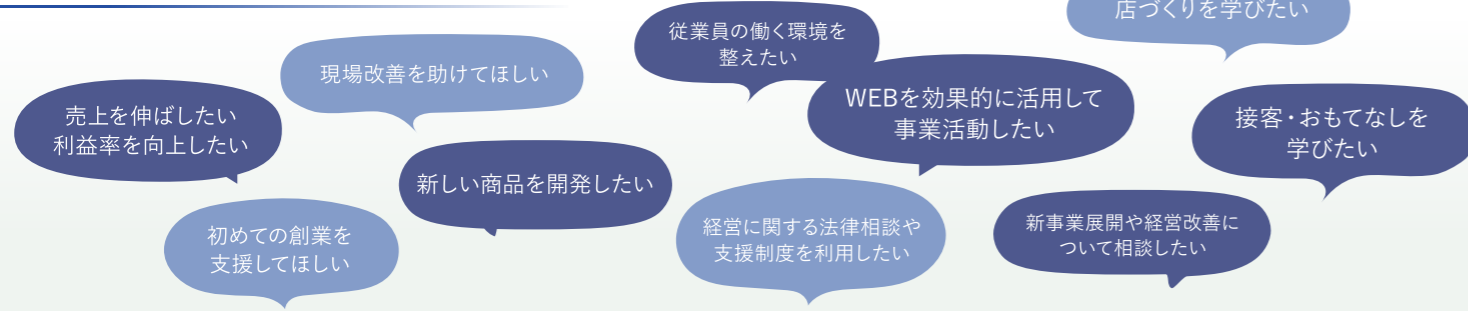 店づくりを学びたい
従業員の働く環境を
整えたい
現場改善を助けてほしい
売上を伸ばしたい
利益率を向上したい
WEBを効果的に活用して
事業活動したい
接客・おもてなしを
学びたい
新しい商品を開発したい
初めての創業を
支援してほしい
経営に関する法律相談や
支援制度を利用したい
新事業展開や経営改善に
ついて相談したい